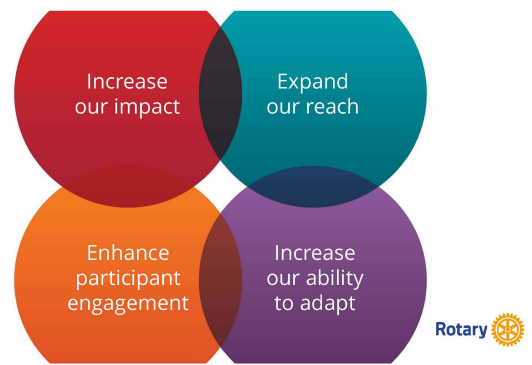 Increase
our impact
Expand
our reach
Enhance
participant
engagement
Increase
our ability
to adapt
Rotary